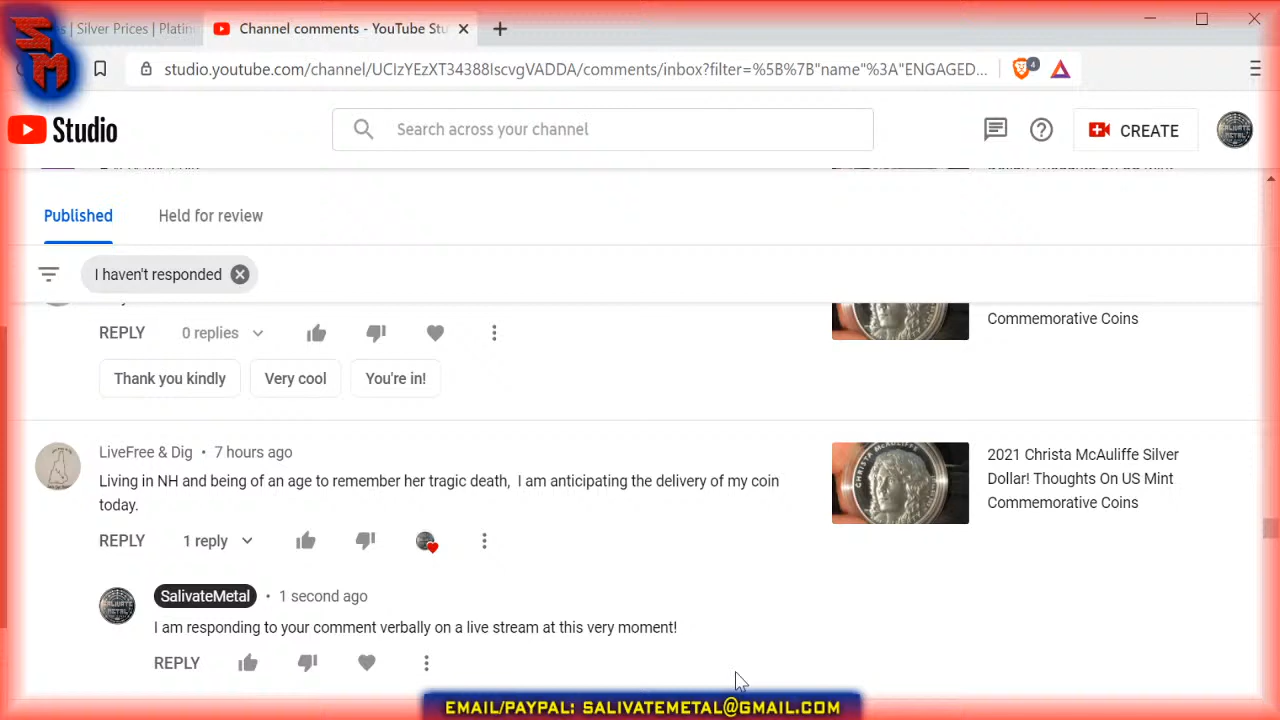 SM
| Silver Prices | Platin
Channel comments - YouTube Stu
studio.youtube.com/channel/UCIzYEzXT34388IscvgVADDA/comments/inbox?filter=%5B%7B"name"%3A"ENGAGED...
4
Studio
Search across your channel
CREATE
Published
Held for review
I haven't responded
REPLY 0 replies
Commemorative Coins
Thank you kindly
Very cool
You're in!
LiveFree & Dig • 7 hours ago
Living in NH and being of an age to remember her tragic death, I am anticipating the delivery of my coin
today.
REPLY 1 reply
CHRISTA MCAULIFFE
2021 Christa McAuliffe Silver
Dollar! Thoughts On US Mint
Commemorative Coins
SalivateMetal • 1 second ago
I am responding to your comment verbally on a live stream at this very moment!
REPLY
EMAIL/PAYPAL: SALIVATEMETAL@GMAIL.COM